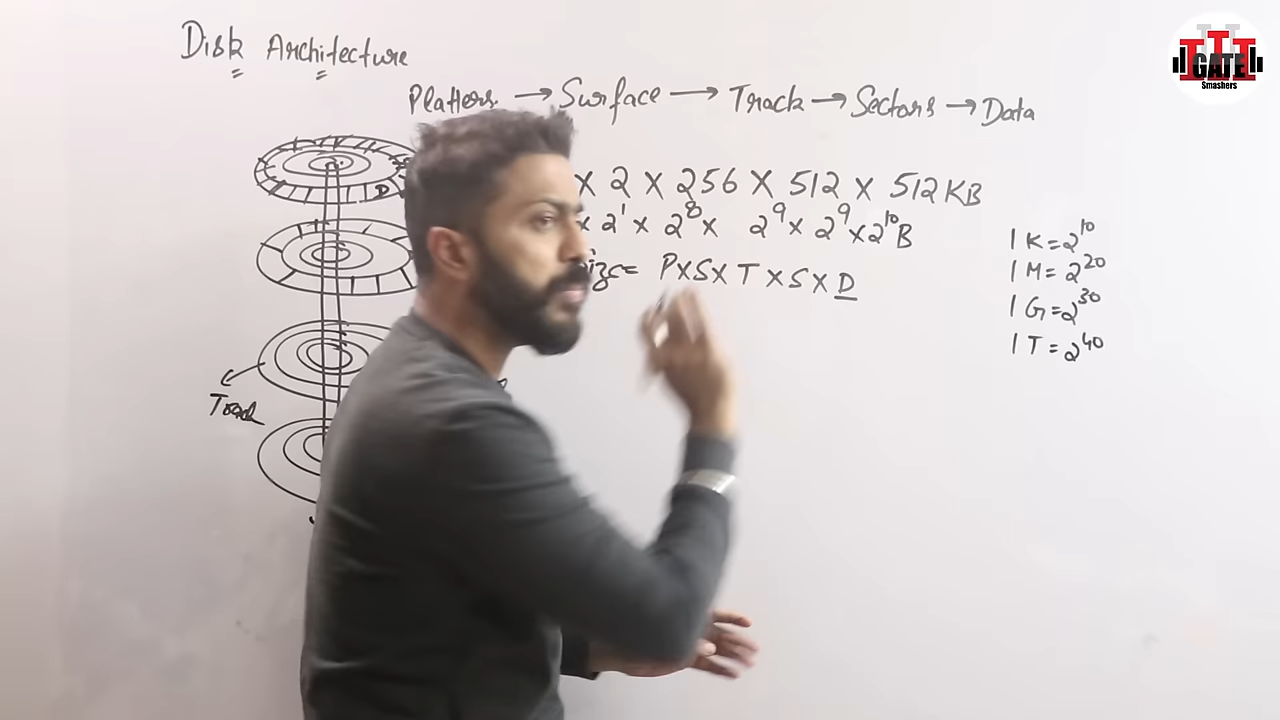 Disk Architecture
Platters → Surface → Track → Sectors → Data
× 2 × 256 × 512 × 512 KB
× 2¹ × 2⁸ × 2⁹ × 2⁹ × 2¹⁰ B
size = P×S× T × S × D
1 K = 2¹⁰
1 M = 2²⁰
1 G = 2³⁰
1 T = 2⁴⁰
D
Track
GATE
Smashers